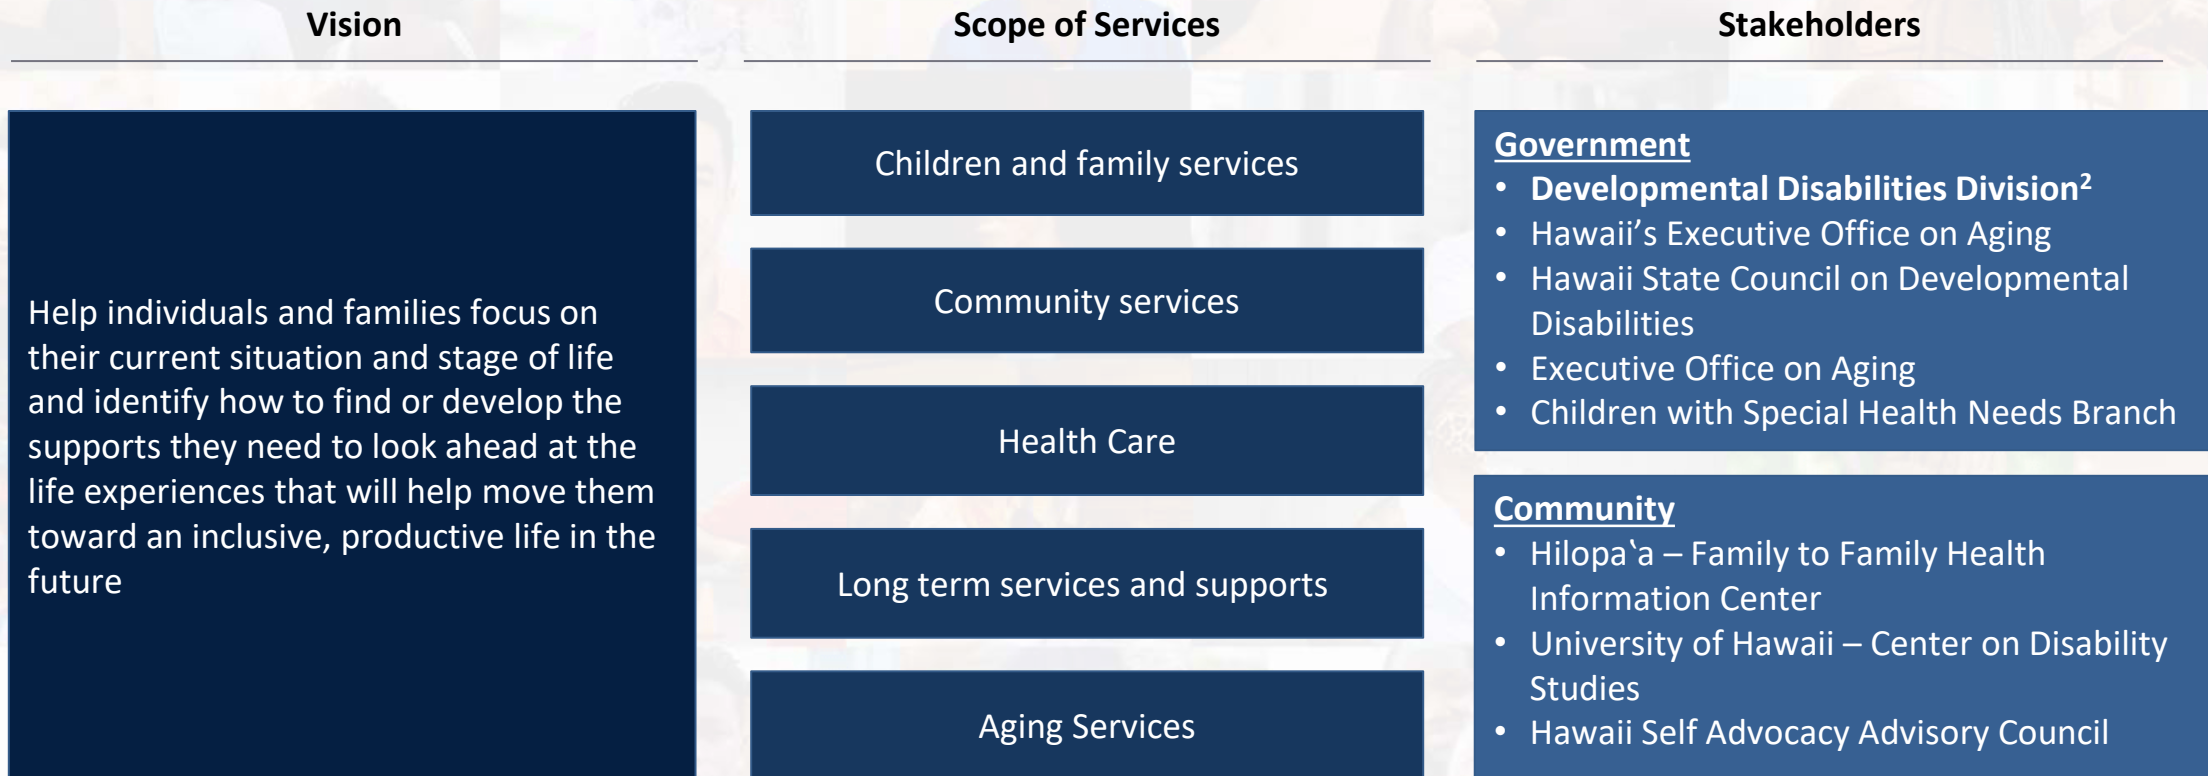 Vision
Help individuals and families focus on
their current situation and stage of life
and identify how to find or develop the
supports they need to look ahead at the
life experiences that will help move them
toward an inclusive, productive life in the
future
Scope of Services
Children and family services
Community services
Health Care
Long term services and supports
Aging Services
Stakeholders
Government
• Developmental Disabilities Division²
• Hawaii’s Executive Office on Aging
• Hawaii State Council on Developmental
Disabilities
• Executive Office on Aging
• Children with Special Health Needs Branch
Community
• Hilopa‛a – Family to Family Health
Information Center
• University of Hawaii – Center on Disability
Studies
• Hawaii Self Advocacy Advisory Council